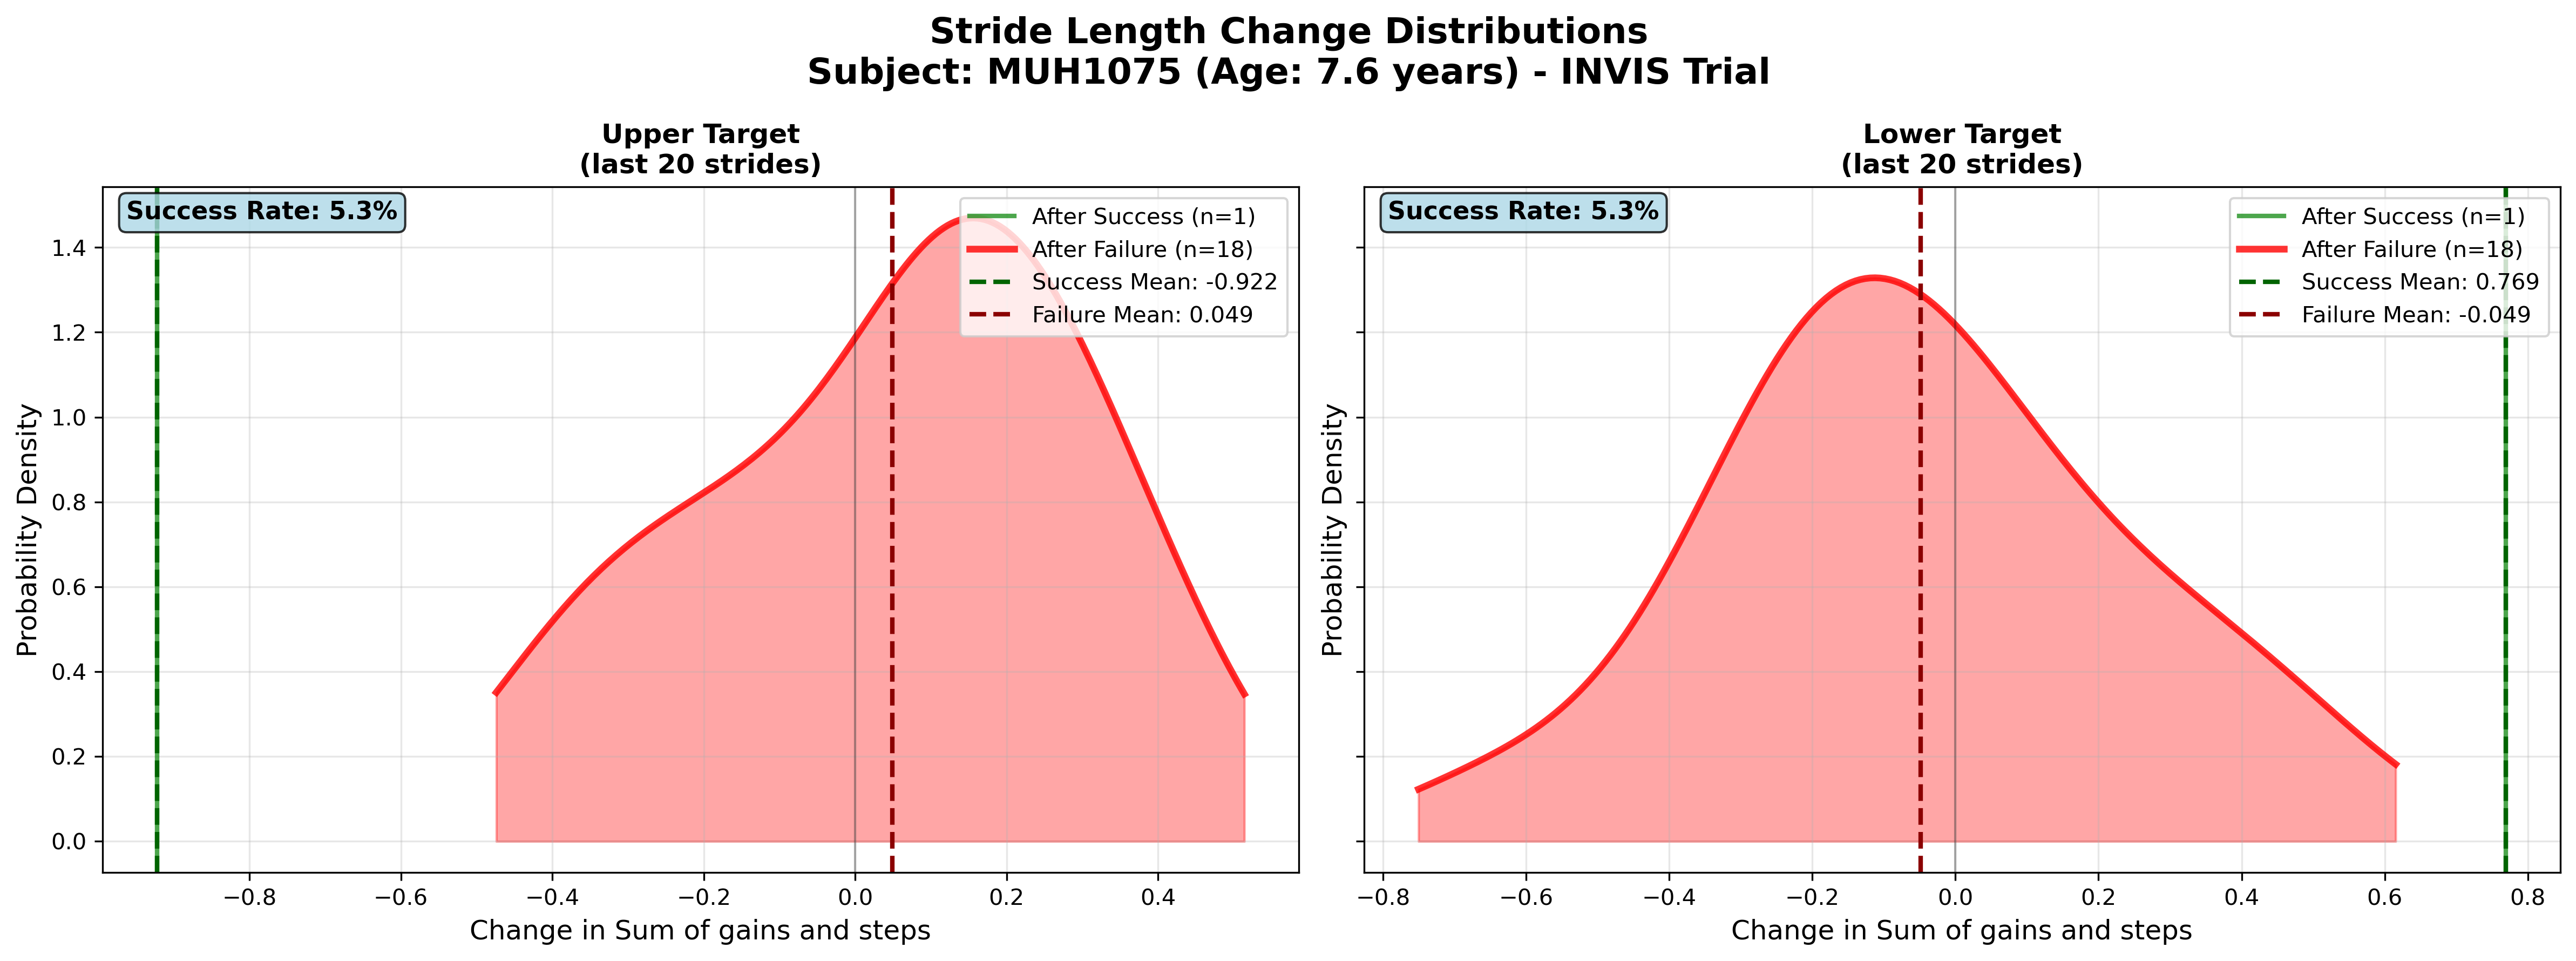 Stride Length Change Distributions
Subject: MUH1075 (Age: 7.6 years) - INVIS Trial
Upper Target
(last 20 strides)
Success Rate: 5.3%
After Success (n=1)
After Failure (n=18)
Success Mean: -0.922
Failure Mean: 0.049
Probability Density
1.4
1.2
1.0
0.8
0.6
0.4
0.2
0.0
−0.8 −0.6 −0.4 −0.2 0.0 0.2 0.4
Change in Sum of gains and steps
Lower Target
(last 20 strides)
Success Rate: 5.3%
After Success (n=1)
After Failure (n=18)
Success Mean: 0.769
Failure Mean: -0.049
Probability Density
−0.8 −0.6 −0.4 −0.2 0.0 0.2 0.4 0.6 0.8
Change in Sum of gains and steps